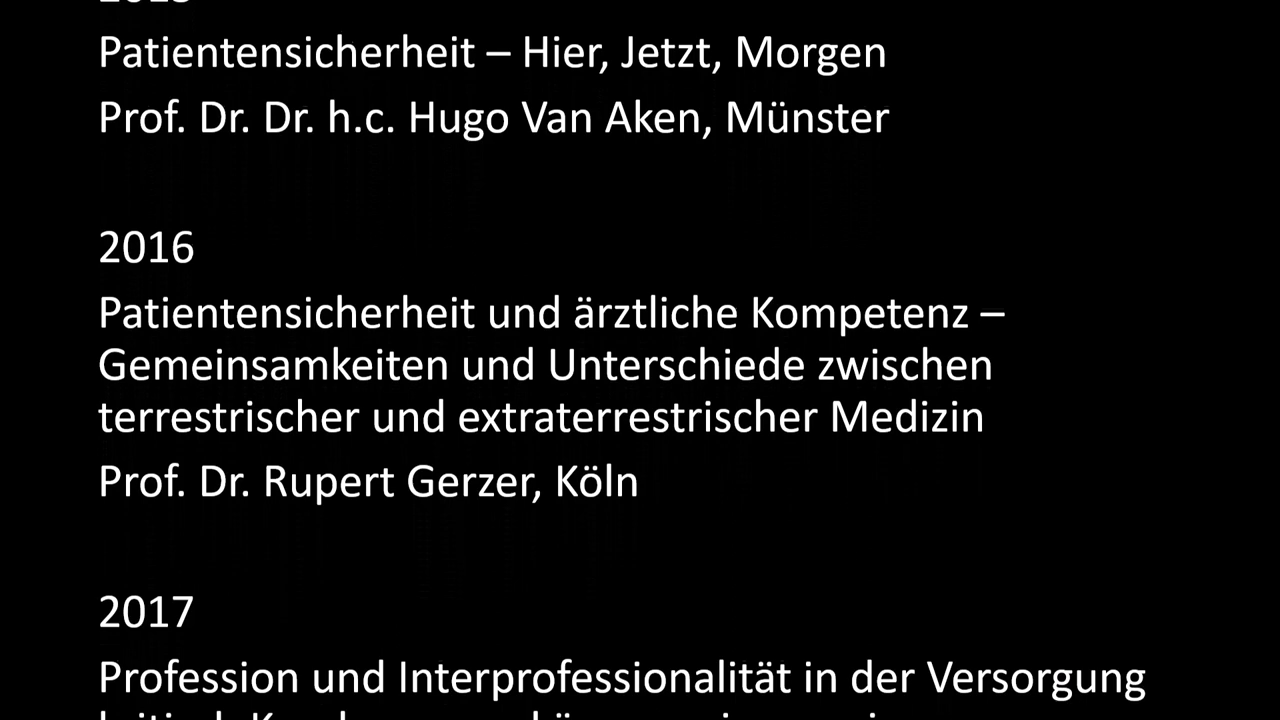 Patientensicherheit – Hier, Jetzt, Morgen
Prof. Dr. Dr. h.c. Hugo Van Aken, Münster
2016
Patientensicherheit und ärztliche Kompetenz –
Gemeinsamkeiten und Unterschiede zwischen
terrestrischer und extraterrestrischer Medizin
Prof. Dr. Rupert Gerzer, Köln
2017
Profession und Interprofessionalität in der Versorgung